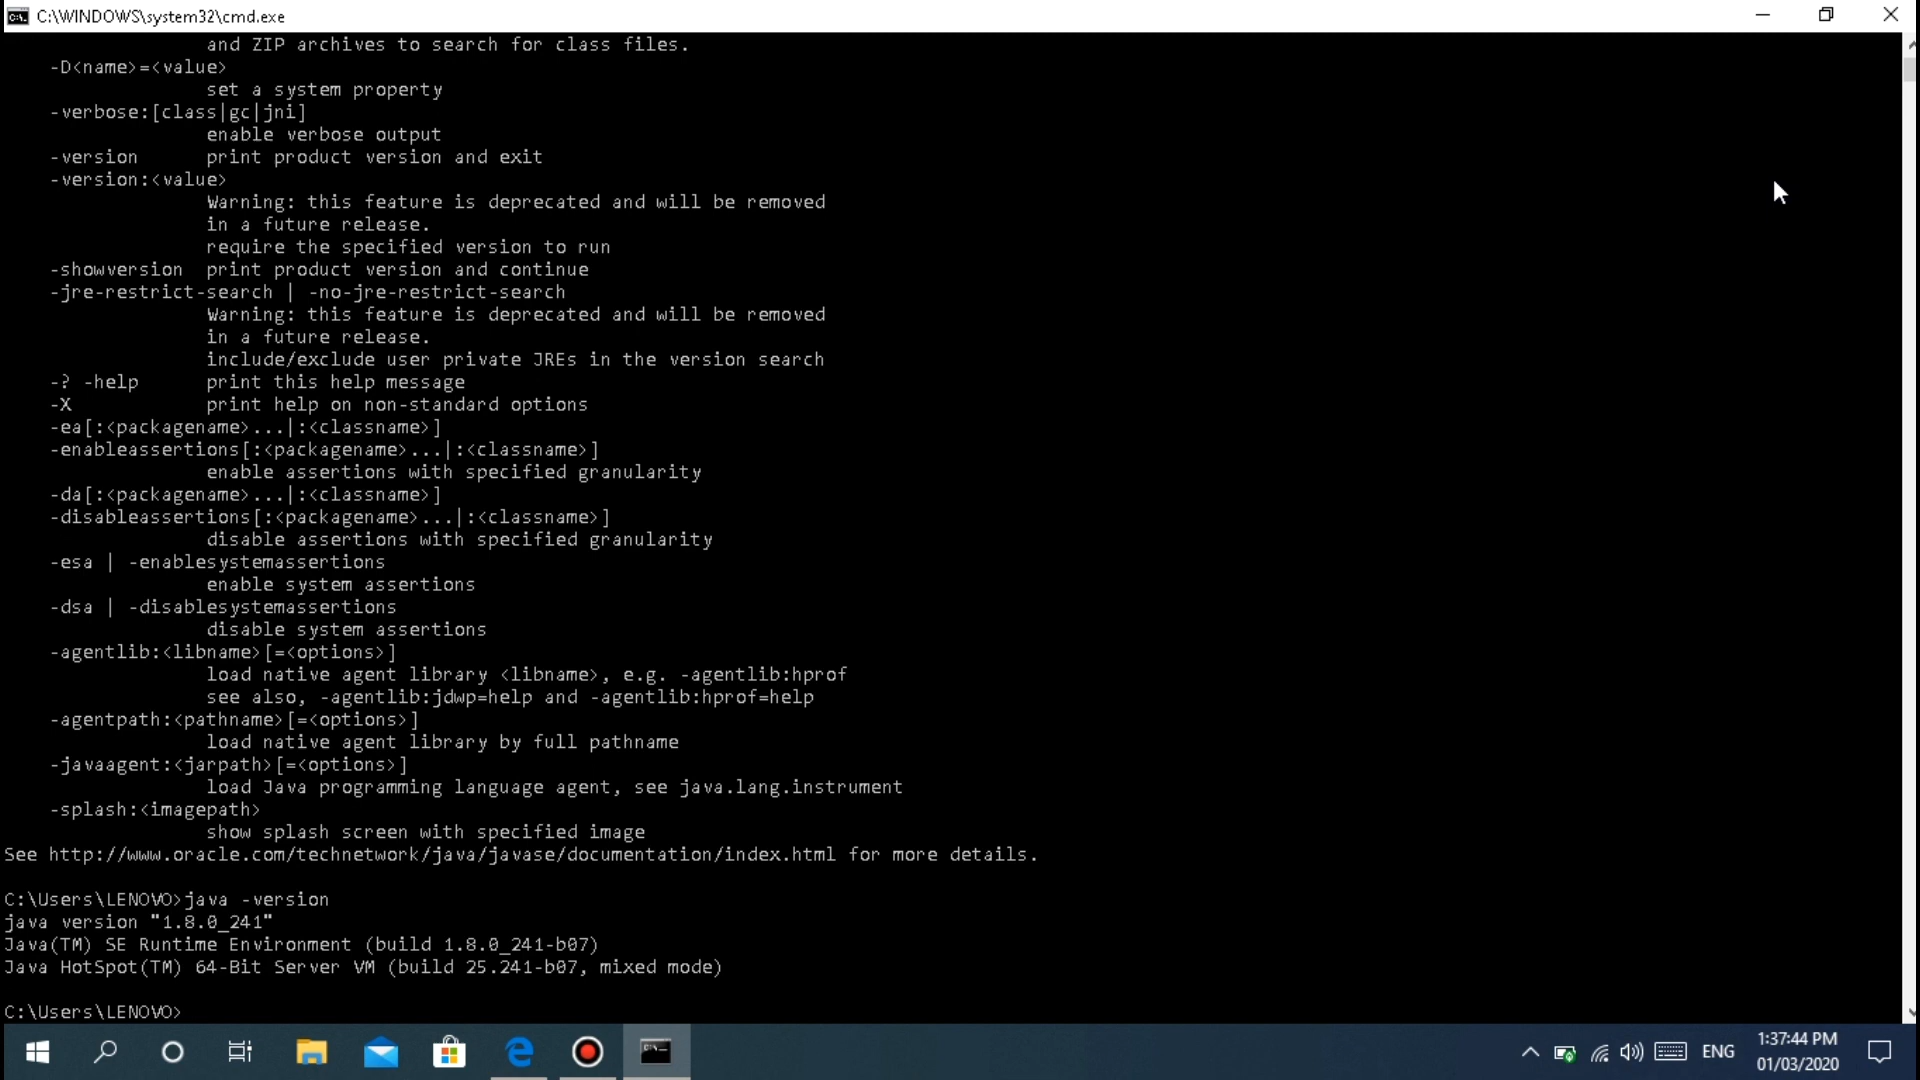 C:\WINDOWS\system32\cmd.exe
and ZIP archives to search for class files.
-D<name>=<value>
set a system property
-verbose:[class|gc|jni]
enable verbose output
-version print product version and exit
-version:<value>
Warning: this feature is deprecated and will be removed
in a future release.
require the specified version to run
-showversion print product version and continue
-jre-restrict-search | -no-jre-restrict-search
Warning: this feature is deprecated and will be removed
in a future release.
include/exclude user private JREs in the version search
-? -help print this help message
-X print help on non-standard options
-ea[:<packagename>...|:<classname>]
-enableassertions[:<packagename>...|:<classname>]
enable assertions with specified granularity
-da[:<packagename>...|:<classname>]
-disableassertions[:<packagename>...|:<classname>]
disable assertions with specified granularity
-esa | -enablesystemassertions
enable system assertions
-dsa | -disablesystemassertions
disable system assertions
-agentlib:<libname>[=<options>]
load native agent library <libname>, e.g. -agentlib:hprof
see also, -agentlib:jdwp=help and -agentlib:hprof=help
-agentpath:<pathname>[=<options>]
load native agent library by full pathname
-javaagent:<jarpath>[=<options>]
load Java programming language agent, see java.lang.instrument
-splash:<imagepath>
show splash screen with specified image
See http://www.oracle.com/technetwork/java/javase/documentation/index.html for more details.
C:\Users\LENOVO>java -version
java version "1.8.0_241"
Java(TM) SE Runtime Environment (build 1.8.0_241-b07)
Java HotSpot(TM) 64-Bit Server VM (build 25.241-b07, mixed mode)
C:\Users\LENOVO>
ENG
1:37:44 PM
01/03/2020